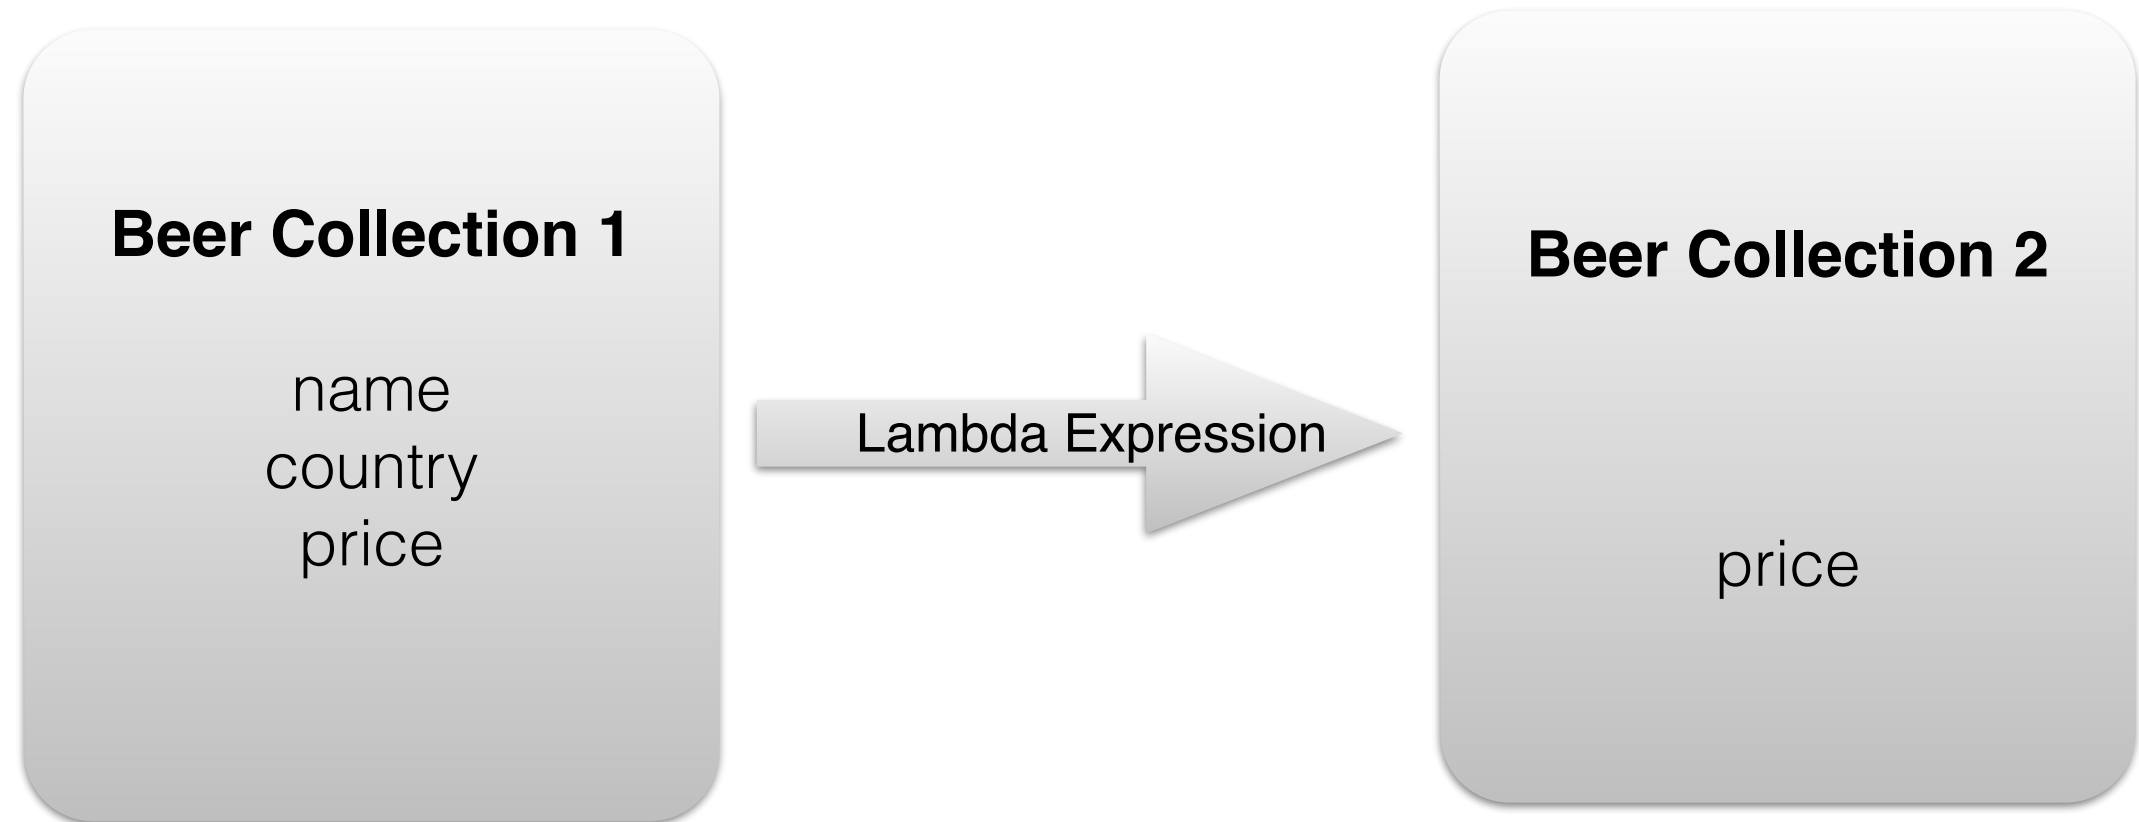 Beer Collection 1
name
country
price
Lambda Expression
Beer Collection 2
price